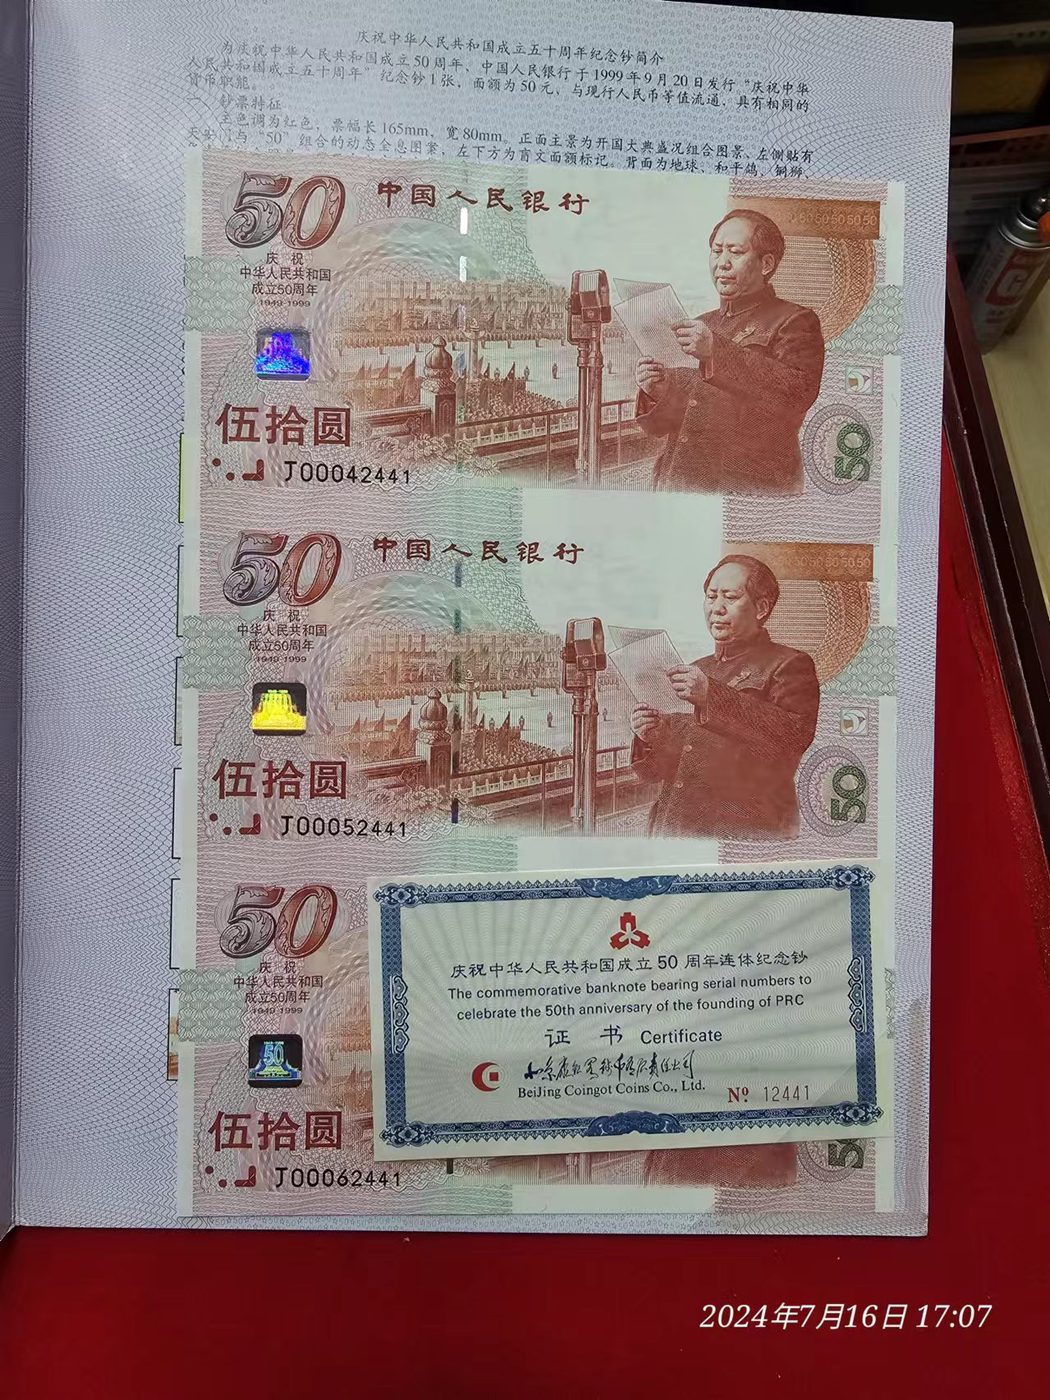 庆祝中华人民共和国成立五十周年纪念钞简介
为庆祝中华人民共和国成立50周年，中国人民银行于1999年9月20日发行“庆祝中华
人民共和国成立五十周年”纪念钞1张，面额为50元，与现行人民币等值流通，具有相同的
货币职能。
一、钞票特征
主色调为红色，票幅长165mm，宽80mm。正面主景为开国大典盛况组合图景、左侧贴有
天安门与“50”组合的动态全息图案，左下方为盲文面额标记。背面为地球、和平鸽，铜狮、
50
中国人民银行
505050505050
庆祝
中华人民共和国
成立50周年
1949-1999
50
伍拾圆
J00042441
50
50
中国人民银行
庆祝
中华人民共和国
成立50周年
1949-1999
伍拾圆
J00052441
50
50
庆祝
中华人民共和国
成立50周年
1949-1999
50
伍拾圆
J00062441
庆祝中华人民共和国成立50周年连体纪念钞
The commemorative banknote bearing serial numbers to
celebrate the 50th anniversary of the founding of PRC
证书 Certificate
BeiJing Coingot Coins Co., Ltd.
Nº 12441
2024年7月16日 17:07